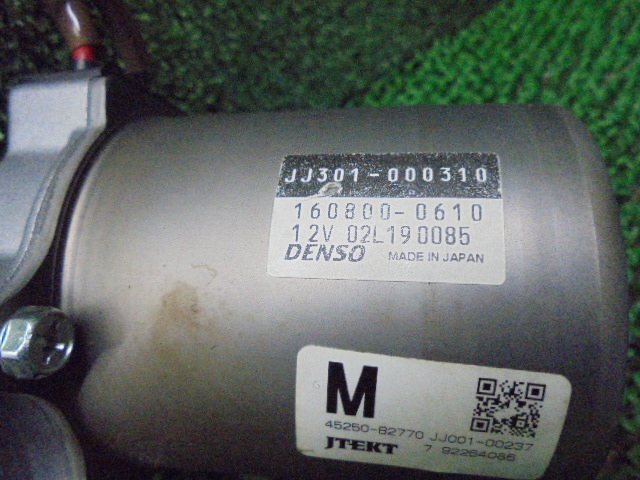 JJ301-000310
160800-0610
12V 02L190085
DENSO MADE IN JAPAN
M
45250-B2770 JJ001-00237
JTEKT 7 92264086